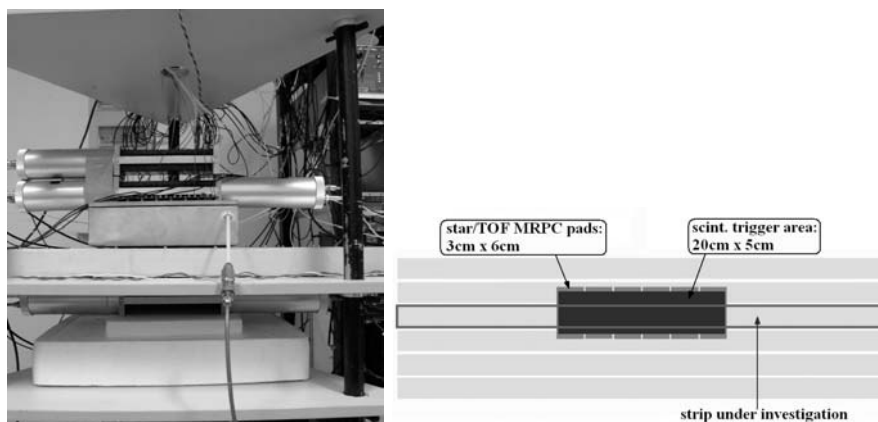 star/TOF MRPC pads:
3cm x 6cm
scint. trigger area:
20cm x 5cm
strip under investigation